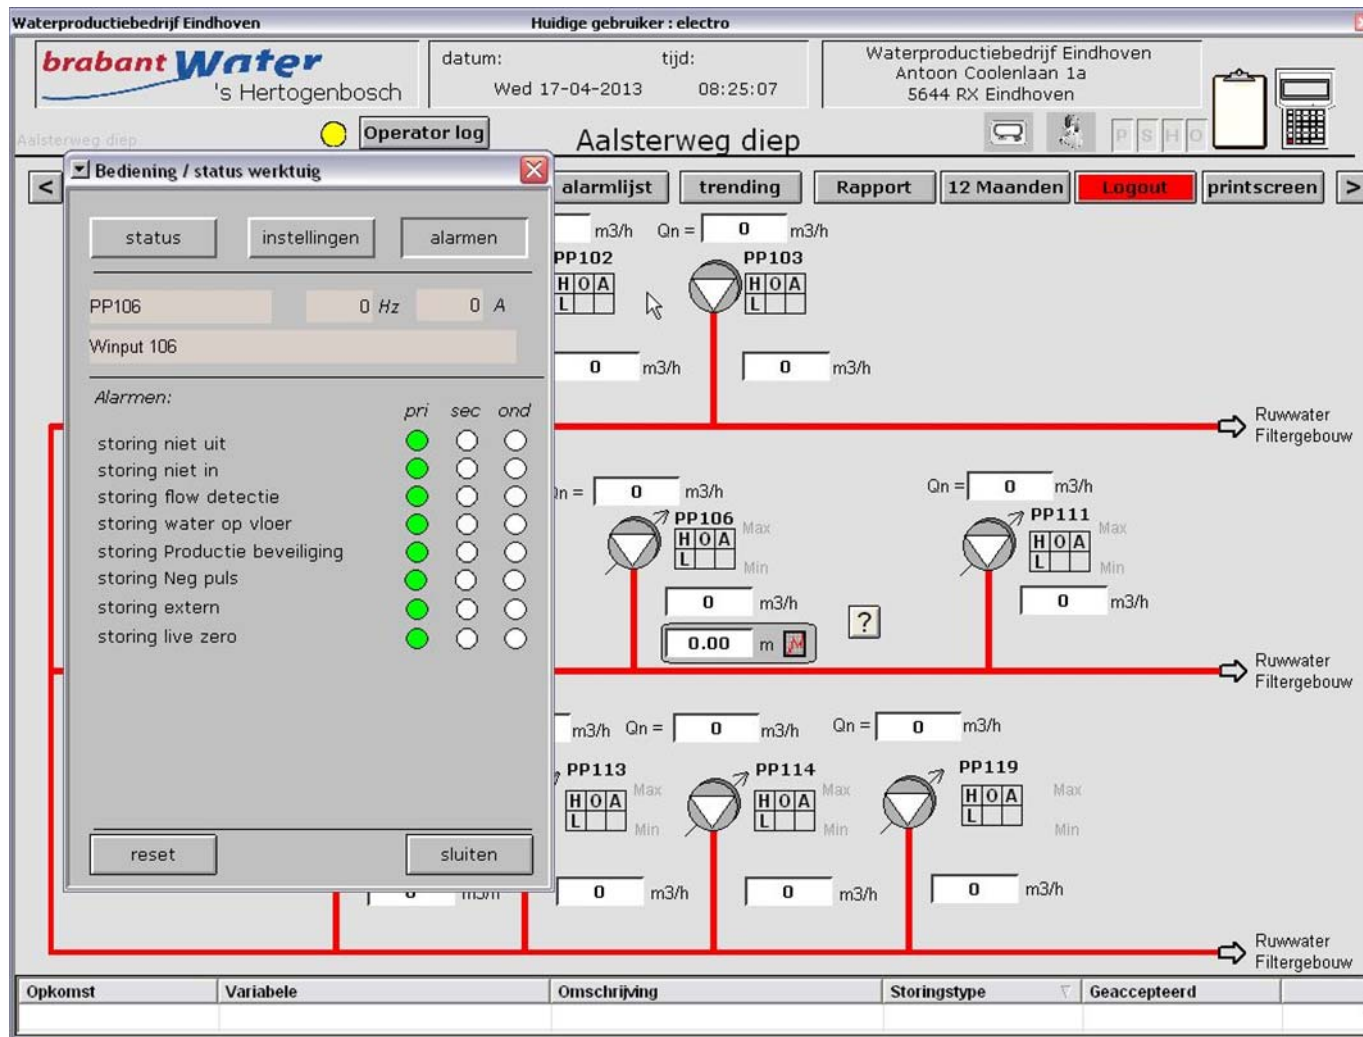 Waterproductiebedrijf Eindhoven Huidige gebruiker : electro
brabant Water
's Hertogenbosch
datum: tijd:
Wed 17-04-2013 08:25:07
Waterproductiebedrijf Eindhoven
Antoon Coolenlaan 1a
5644 RX Eindhoven
Aalsterweg diep
Operator log
Aalsterweg diep
P S H O
< alarmlijst trending Rapport 12 Maanden Logout printscreen >
Bediening / status werktuig
status instellingen alarmen
PP106 0 Hz 0 A
Winput 106
Alarmen:
pri sec ond
storing niet uit
storing niet in
storing flow detectie
storing water op vloer
storing Productie beveiliging
storing Neg puls
storing extern
storing live zero
reset sluiten
m3/h Qn = 0 m3/h
PP102 PP103
H O A H O A
L L
0 m3/h 0 m3/h
Ruwwater
Filtergebouw
Qn = 0 m3/h Qn = 0 m3/h
PP106 Max PP111 Max
H O A H O A
L Min L Min
0 m3/h 0 m3/h
0.00 m
?
Ruwwater
Filtergebouw
m3/h Qn = 0 m3/h Qn = 0 m3/h
PP113 Max PP114 Max PP119 Max
H O A H O A H O A
L Min L Min L Min
0 m3/h 0 m3/h 0 m3/h 0 m3/h
Ruwwater
Filtergebouw
Opkomst Variabele Omschrijving Storingstype Geaccepteerd